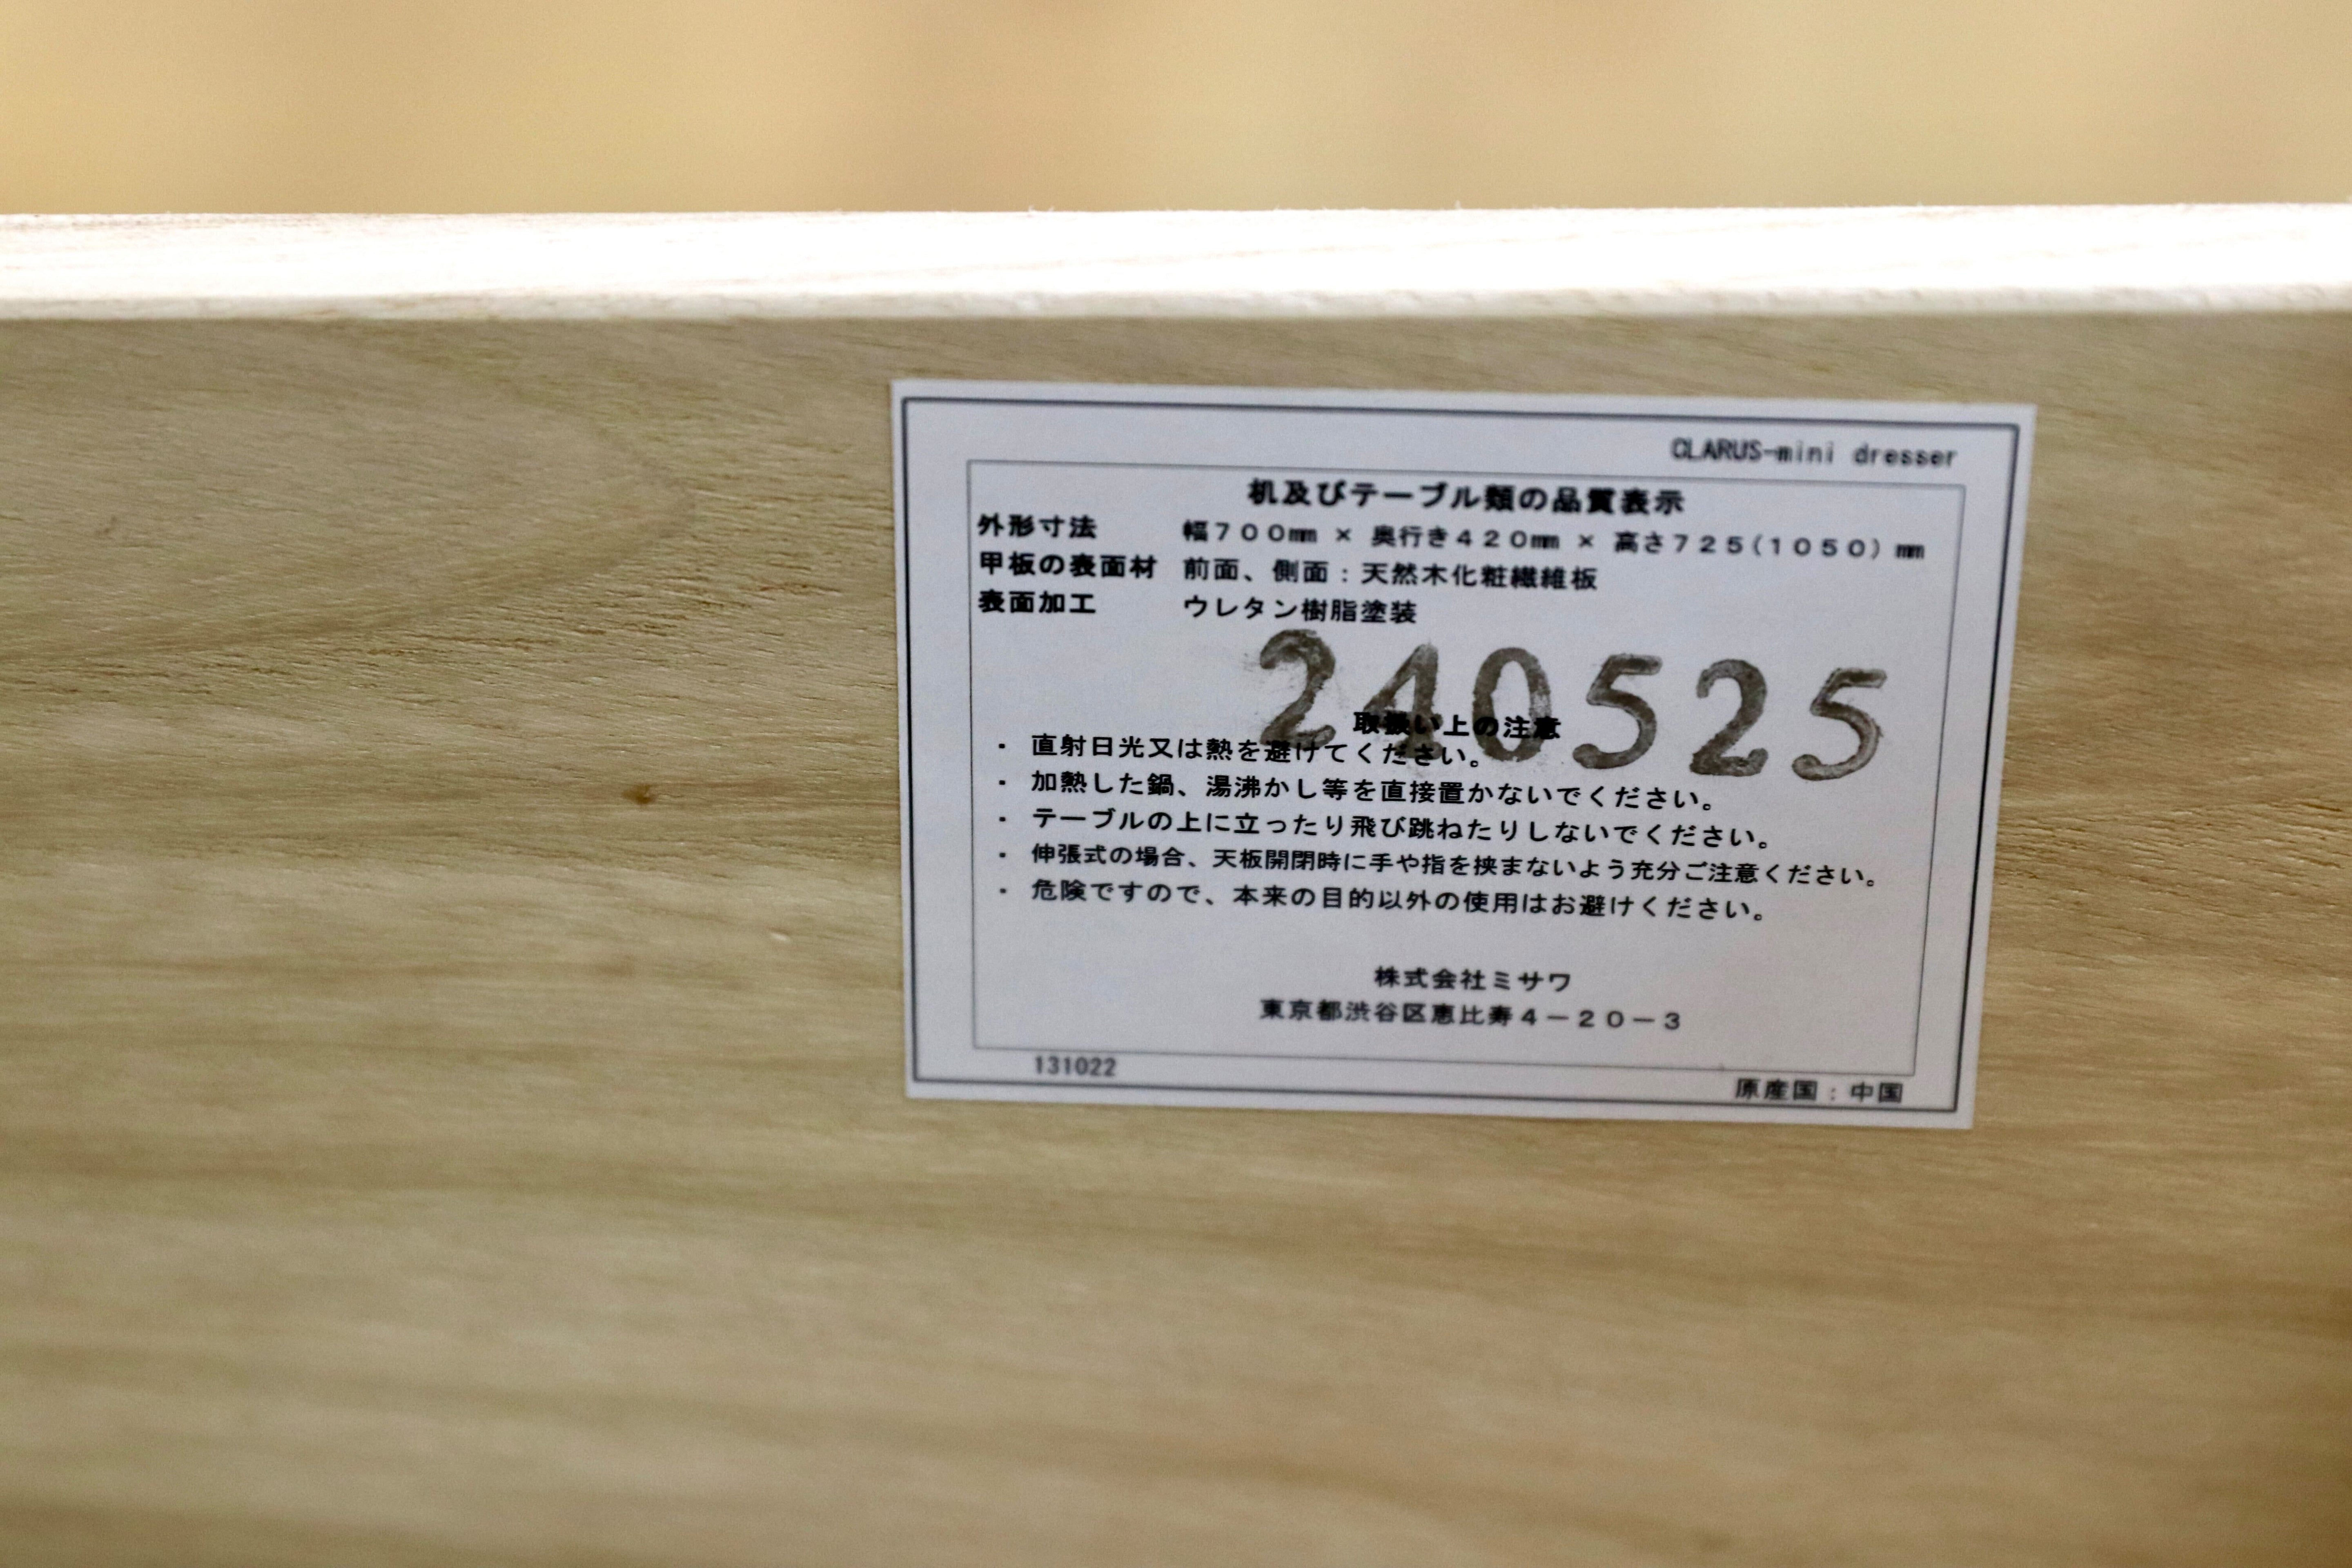 CLARUS-mini dresser
机及びテーブル類の品質表示
外形寸法 幅700㎜ × 奥行き420㎜ × 高さ725(1050)㎜
甲板の表面材 前面、側面：天然木化粧繊維板
表面加工 ウレタン樹脂塗装
240525
取扱い上の注意
・ 直射日光又は熱を避けてください。
・ 加熱した鍋、湯沸かし等を直接置かないでください。
・ テーブルの上に立ったり飛び跳ねたりしないでください。
・ 伸張式の場合、天板開閉時に手や指を挟まないよう充分ご注意ください。
・ 危険ですので、本来の目的以外の使用はお避けください。
株式会社ミサワ
東京都渋谷区恵比寿4－20－3
131022
原産国：中国